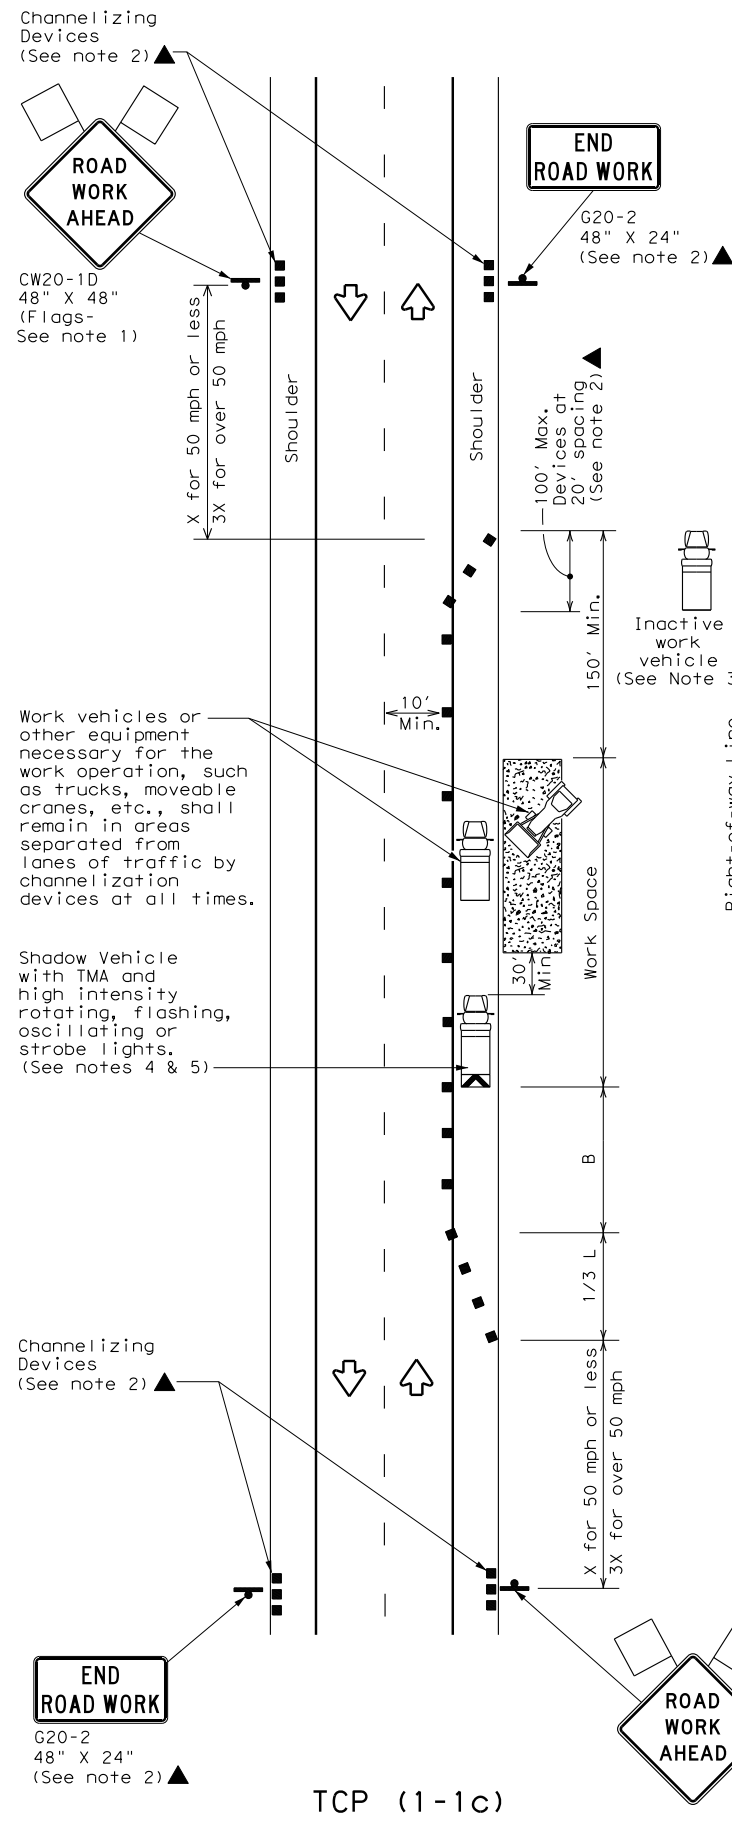 Channelizing
Devices
(See note 2)
ROAD
WORK
AHEAD
CW20-1D
48" X 48"
(Flags-
See note 1)
END
ROAD WORK
G20-2
48" X 24"
(See note 2)
X for 50 mph or less
3X for over 50 mph
Shoulder
Shoulder
100' Max.
Devices at
20' spacing
(See note 2)
150' Min.
Inactive
work
vehicle
(See Note 3
Right-of-way Line
10'
Min.
Work vehicles or
other equipment
necessary for the
work operation, such
as trucks, moveable
cranes, etc., shall
remain in areas
separated from
lanes of traffic by
channelization
devices at all times.
Work Space
30'
Min.
Shadow Vehicle
with TMA and
high intensity
rotating, flashing,
oscillating or
strobe lights.
(See notes 4 & 5)
B
1/3 L
Channelizing
Devices
(See note 2)
X for 50 mph or less
3X for over 50 mph
END
ROAD WORK
G20-2
48" X 24"
(See note 2)
ROAD
WORK
AHEAD
TCP (1-1c)